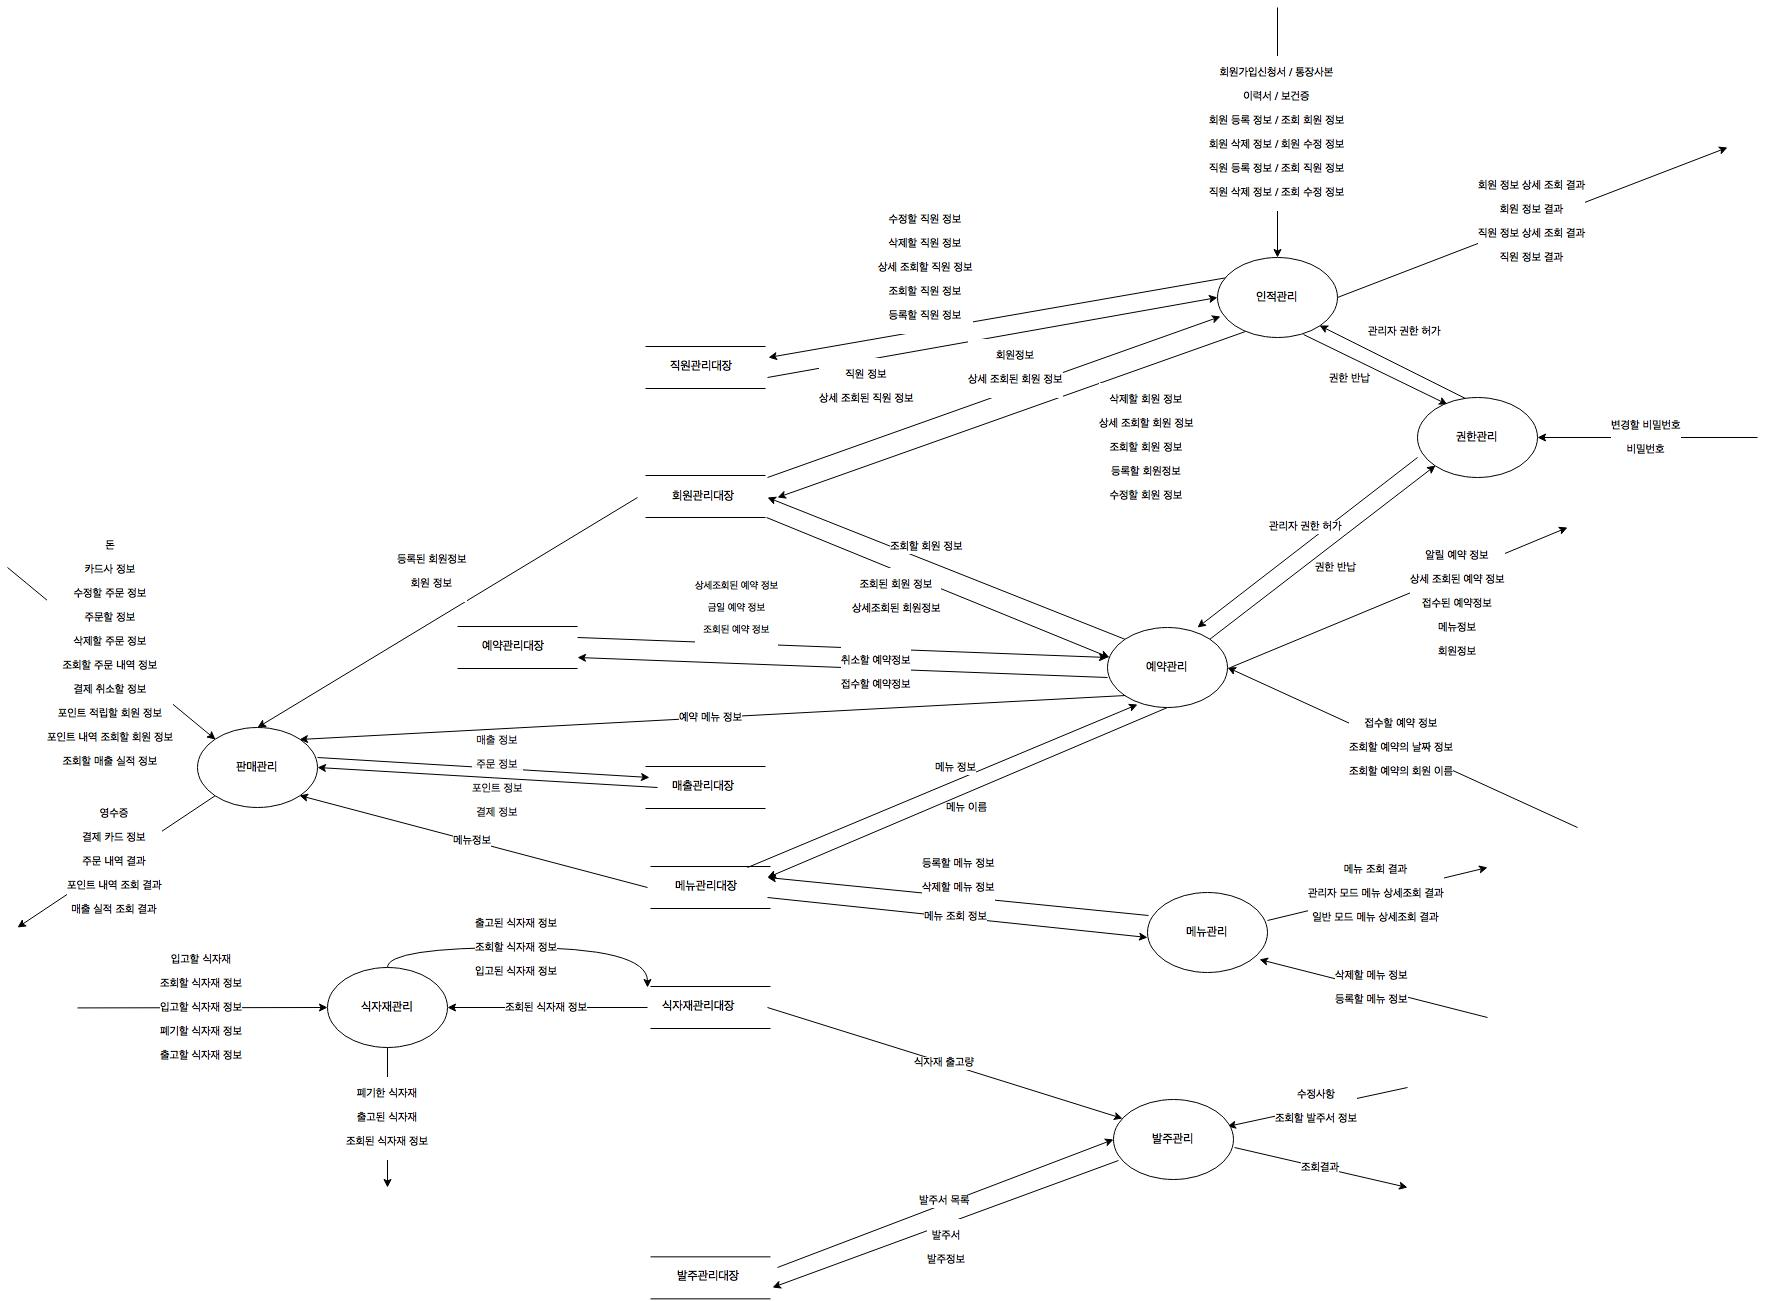 회원가입신청서 / 통장사본
이력서 / 보건증
회원 등록 정보 / 조회 회원 정보
회원 삭제 정보 / 회원 수정 정보
직원 등록 정보 / 조회 직원 정보
직원 삭제 정보 / 조회 수정 정보
회원 정보 상세 조회 결과
회원 정보 결과
직원 정보 상세 조회 결과
직원 정보 결과
수정할 직원 정보
삭제할 직원 정보
상세 조회할 직원 정보
조회할 직원 정보
등록할 직원 정보
인적관리
관리자 권한 허가
권한 반납
직원관리대장
직원 정보
상세 조회된 직원 정보
회원정보
상세 조회된 회원 정보
삭제할 회원 정보
상세 조회할 회원 정보
조회할 회원 정보
등록할 회원정보
수정할 회원 정보
권한관리
변경할 비밀번호
비밀번호
회원관리대장
관리자 권한 허가
권한 반납
조회할 회원 정보
조회된 회원 정보
상세조회된 회원정보
등록된 회원정보
회원 정보
상세조회된 예약 정보
금일 예약 정보
조회된 예약 정보
알릴 예약 정보
상세 조회된 예약 정보
접수된 예약정보
메뉴정보
회원정보
돈
카드사 정보
수정할 주문 정보
주문할 정보
삭제할 주문 정보
조회할 주문 내역 정보
결제 취소할 정보
포인트 적립할 회원 정보
포인트 내역 조회할 회원 정보
조회할 매출 실적 정보
예약관리대장
취소할 예약정보
접수할 예약정보
예약관리
예약 메뉴 정보
접수할 예약 정보
조회할 예약의 날짜 정보
조회할 예약의 회원 이름
판매관리
매출 정보
주문 정보
포인트 정보
결제 정보
매출관리대장
메뉴 정보
메뉴 이름
영수증
결제 카드 정보
주문 내역 결과
포인트 내역 조회 결과
매출 실적 조회 결과
메뉴정보
메뉴관리대장
등록할 메뉴 정보
삭제할 메뉴 정보
메뉴 조회 정보
메뉴관리
메뉴 조회 결과
관리자 모드 메뉴 상세조회 결과
일반 모드 메뉴 상세조회 결과
삭제할 메뉴 정보
등록할 메뉴 정보
출고된 식자재 정보
조회할 식자재 정보
입고된 식자재 정보
입고할 식자재
조회할 식자재 정보
입고할 식자재 정보
폐기할 식자재 정보
출고할 식자재 정보
식자재관리
조회된 식자재 정보
식자재관리대장
식자재 출고량
폐기한 식자재
출고된 식자재
조회된 식자재 정보
수정사항
조회할 발주서 정보
발주관리
조회결과
발주서 목록
발주서
발주정보
발주관리대장